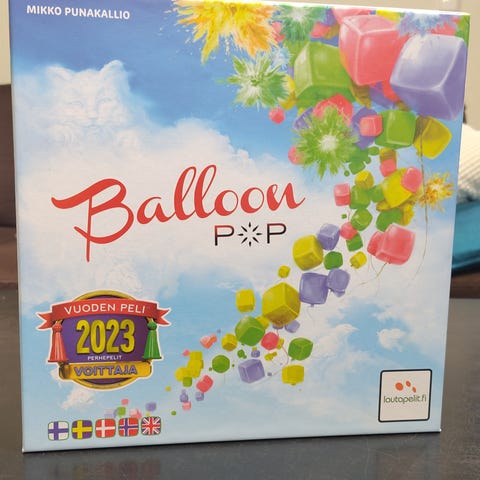 MIKKO PUNAKALLIO
Balloon
POP
VUODEN PELI
2023
PERHEPELIT
VOITTAJA
lautapelit.fi